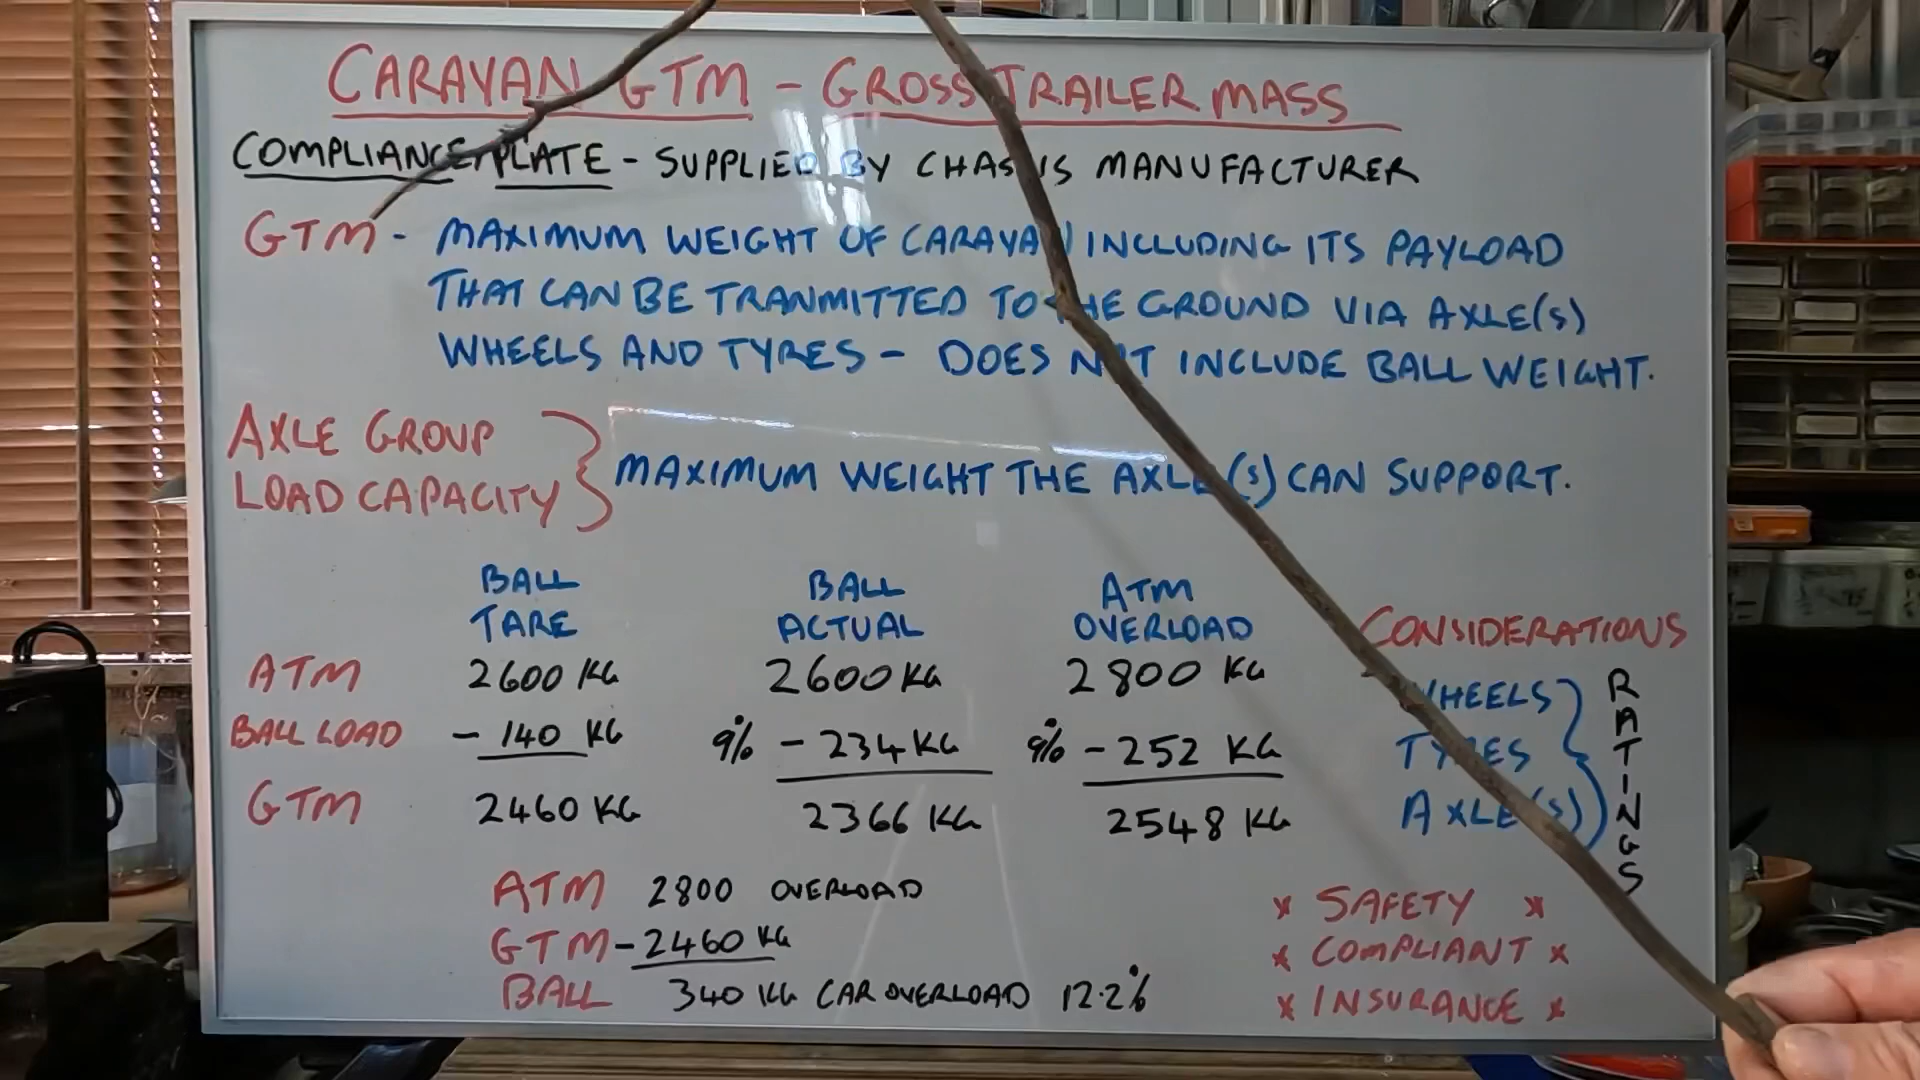 CARAVAN GTM - GROSS TRAILER MASS
COMPLIANCE PLATE - SUPPLIED BY CHASSIS MANUFACTURER
GTM - MAXIMUM WEIGHT OF CARAVAN INCLUDING ITS PAYLOAD
THAT CAN BE TRANMITTED TO THE GROUND VIA AXLE(S)
WHEELS AND TYRES - DOES NOT INCLUDE BALL WEIGHT.
AXLE GROUP
LOAD CAPACITY
MAXIMUM WEIGHT THE AXLE(S) CAN SUPPORT.
BALL TARE
BALL ACTUAL
ATM OVERLOAD
ATM 2600 KG 2600 KG 2800 KG
BALL LOAD - 140 KG 9% - 234 KG 9% - 252 KG
GTM 2460 KG 2366 KG 2548 KG
CONSIDERATIONS
WHEELS
TYRES
AXLE(S)
RATINGS
ATM 2800 OVERLOAD
GTM - 2460 KG
BALL 340 KG CAR OVERLOAD 12.2%
* SAFETY *
* COMPLIANT *
* INSURANCE *